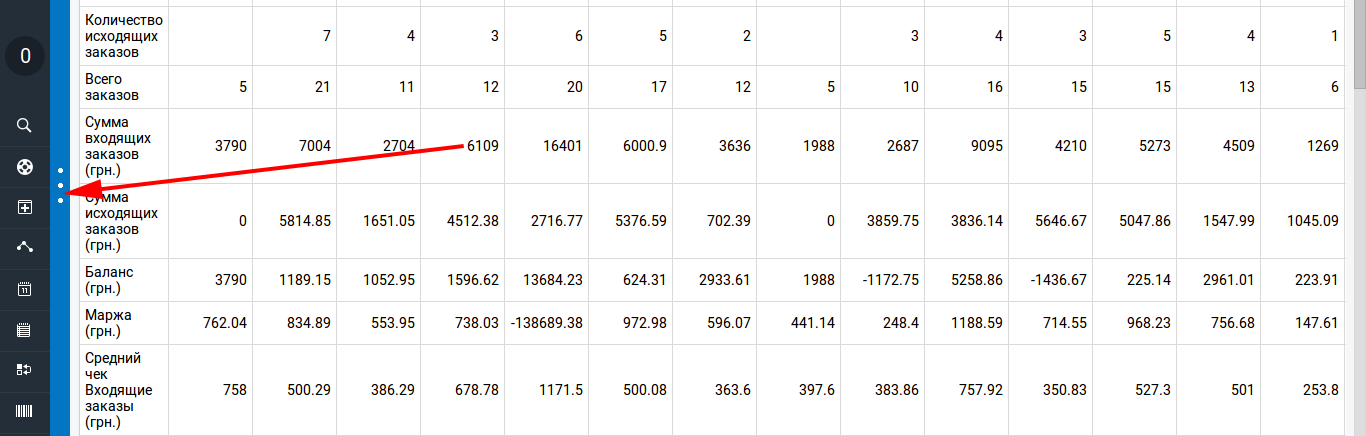 0
11
Количество
исходящих
заказов
7 4 3 6 5 2 3 4 3 5 4 1
Всего
заказов
5 21 11 12 20 17 12 5 10 16 15 15 13 6
Сумма
входящих
заказов
(грн.)
3790 7004 2704 6109 16401 6000.9 3636 1988 2687 9095 4210 5273 4509 1269
Сумма
исходящих
заказов
(грн.)
0 5814.85 1651.05 4512.38 2716.77 5376.59 702.39 0 3859.75 3836.14 5646.67 5047.86 1547.99 1045.09
Баланс
(грн.)
3790 1189.15 1052.95 1596.62 13684.23 624.31 2933.61 1988 -1172.75 5258.86 -1436.67 225.14 2961.01 223.91
Маржа
(грн.)
762.04 834.89 553.95 738.03 -138689.38 972.98 596.07 441.14 248.4 1188.59 714.55 968.23 756.68 147.61
Средний
чек
Входящие
заказы
(грн.)
758 500.29 386.29 678.78 1171.5 500.08 363.6 397.6 383.86 757.92 350.83 527.3 501 253.8